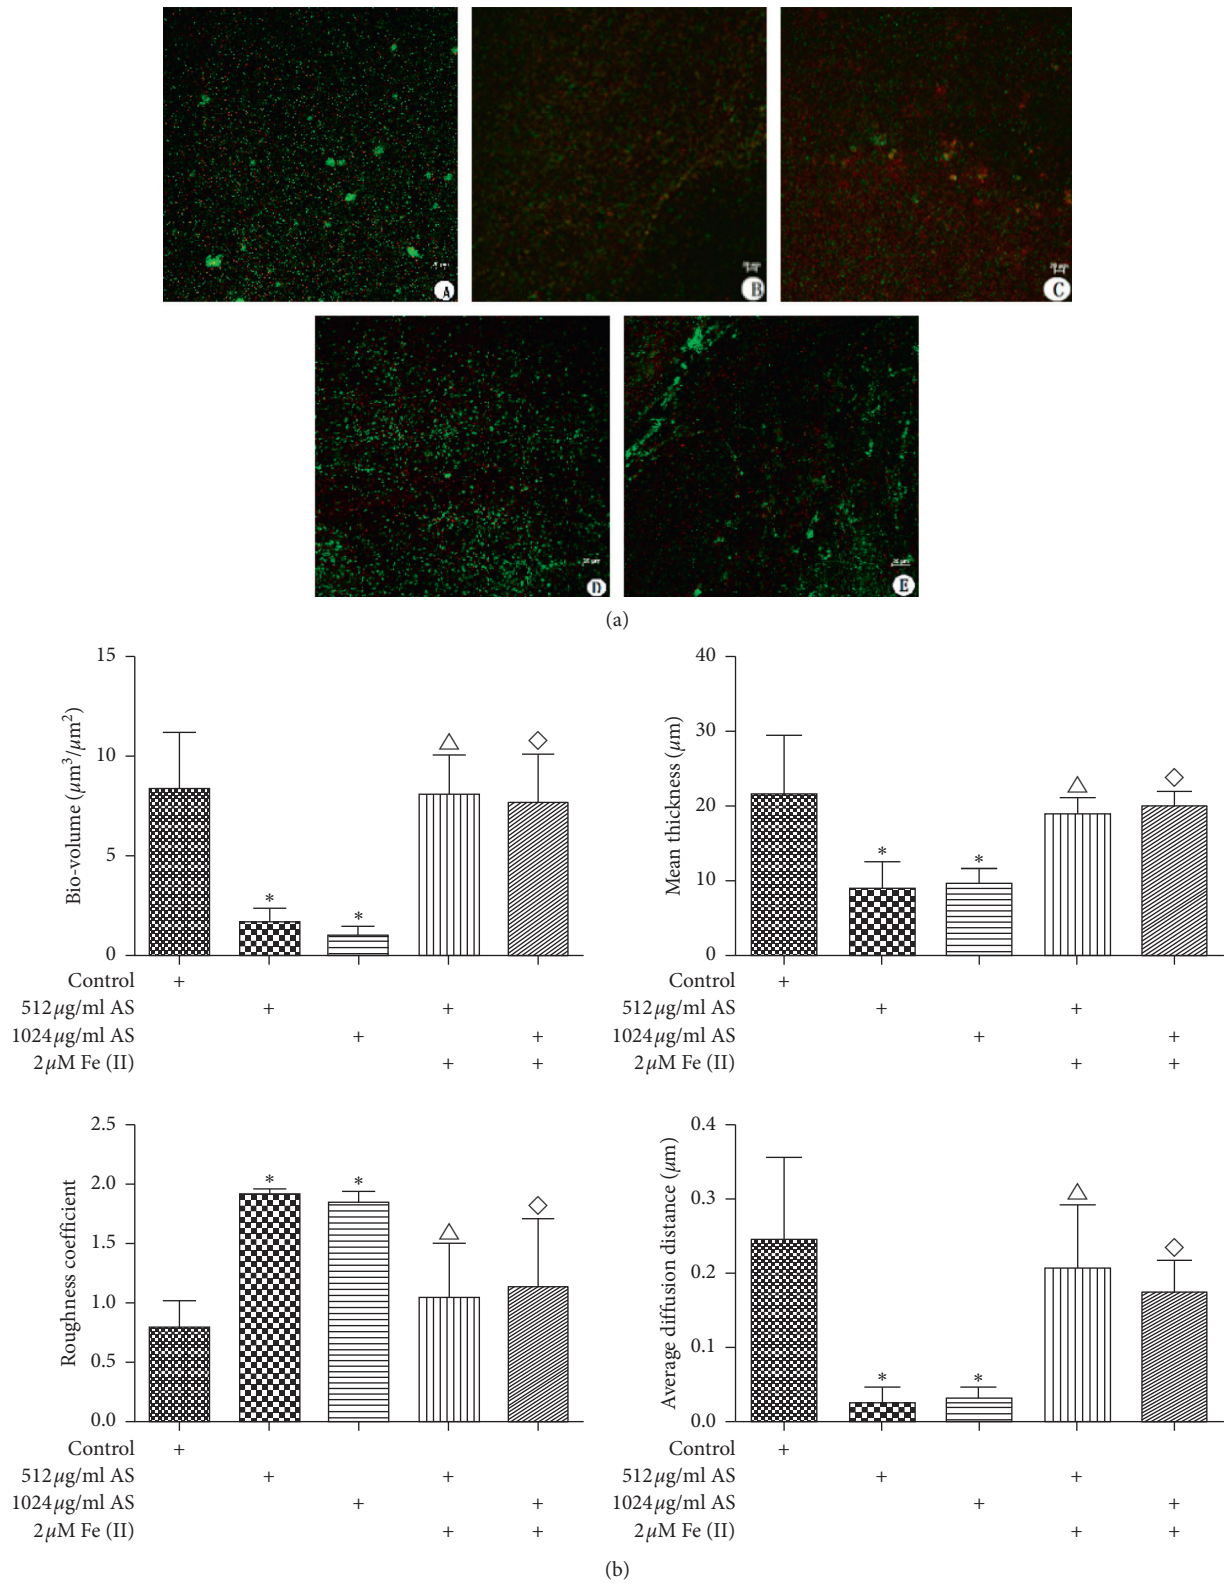 A
B
C
20 μm
D
20 μm
E
(a)
Bio-volume (μm³/μm²)
15
10
5
0
Control +
512 μg/ml AS + +
1024 μg/ml AS + +
2 μM Fe (II) + +
Mean thickness (μm)
40
30
20
10
0
Control +
512 μg/ml AS + +
1024 μg/ml AS + +
2 μM Fe (II) + +
* *
* *
Roughness coefficient
2.5
2.0
1.5
1.0
0.5
0.0
* *
Control +
512 μg/ml AS + +
1024 μg/ml AS + +
2 μM Fe (II) + +
Average diffusion distance (μm)
0.4
0.3
0.2
0.1
0.0
* *
Control +
512 μg/ml AS + +
1024 μg/ml AS + +
2 μM Fe (II) + +
(b)